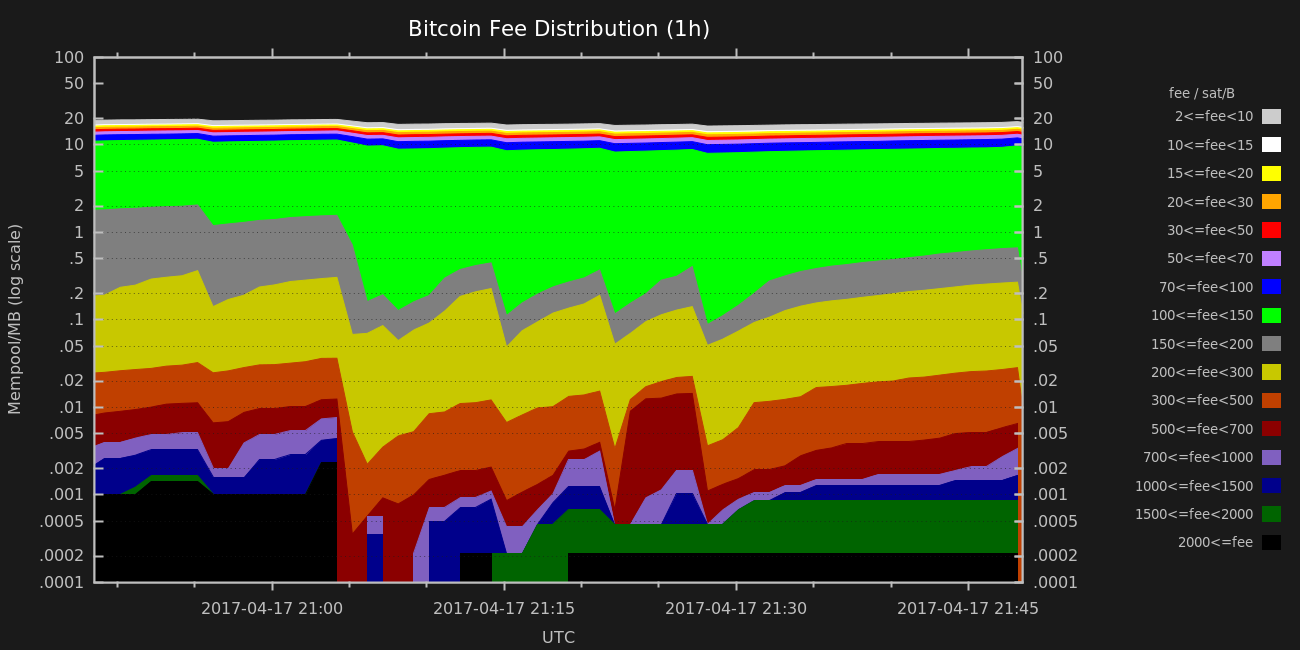 Bitcoin Fee Distribution (1h)
100 100
50 50
20 20
10 10
5 5
2 2
1 1
.5 .5
.2 .2
.1 .1
.05 .05
.02 .02
.01 .01
.005 .005
.002 .002
.001 .001
.0005 .0005
.0002 .0002
.0001 .0001
Mempool/MB (log scale)
2017-04-17 21:00 2017-04-17 21:15 2017-04-17 21:30 2017-04-17 21:45
UTC
fee / sat/B
2<=fee<10
10<=fee<15
15<=fee<20
20<=fee<30
30<=fee<50
50<=fee<70
70<=fee<100
100<=fee<150
150<=fee<200
200<=fee<300
300<=fee<500
500<=fee<700
700<=fee<1000
1000<=fee<1500
1500<=fee<2000
2000<=fee